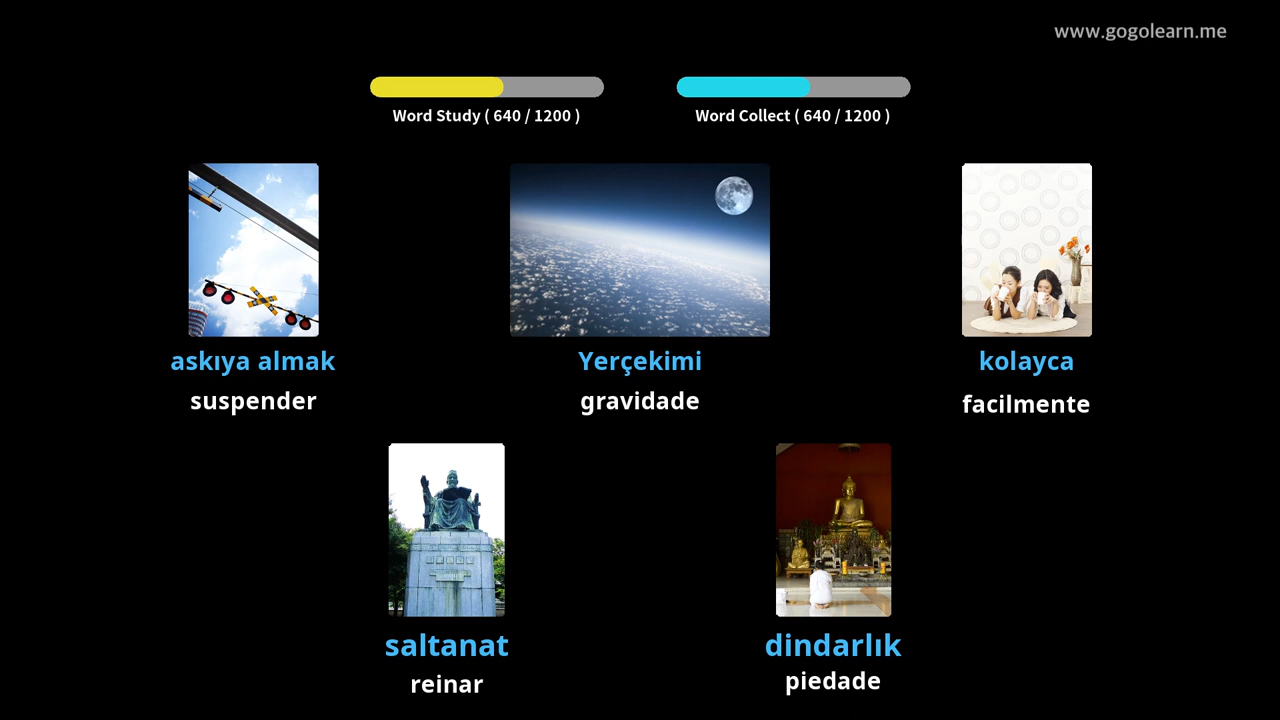 www.gogolearn.me
Word Study ( 640 / 1200 )
Word Collect ( 640 / 1200 )
askıya almak
Yerçekimi
kolayca
suspender
gravidade
facilmente
saltanat
dindarlık
reinar
piedade